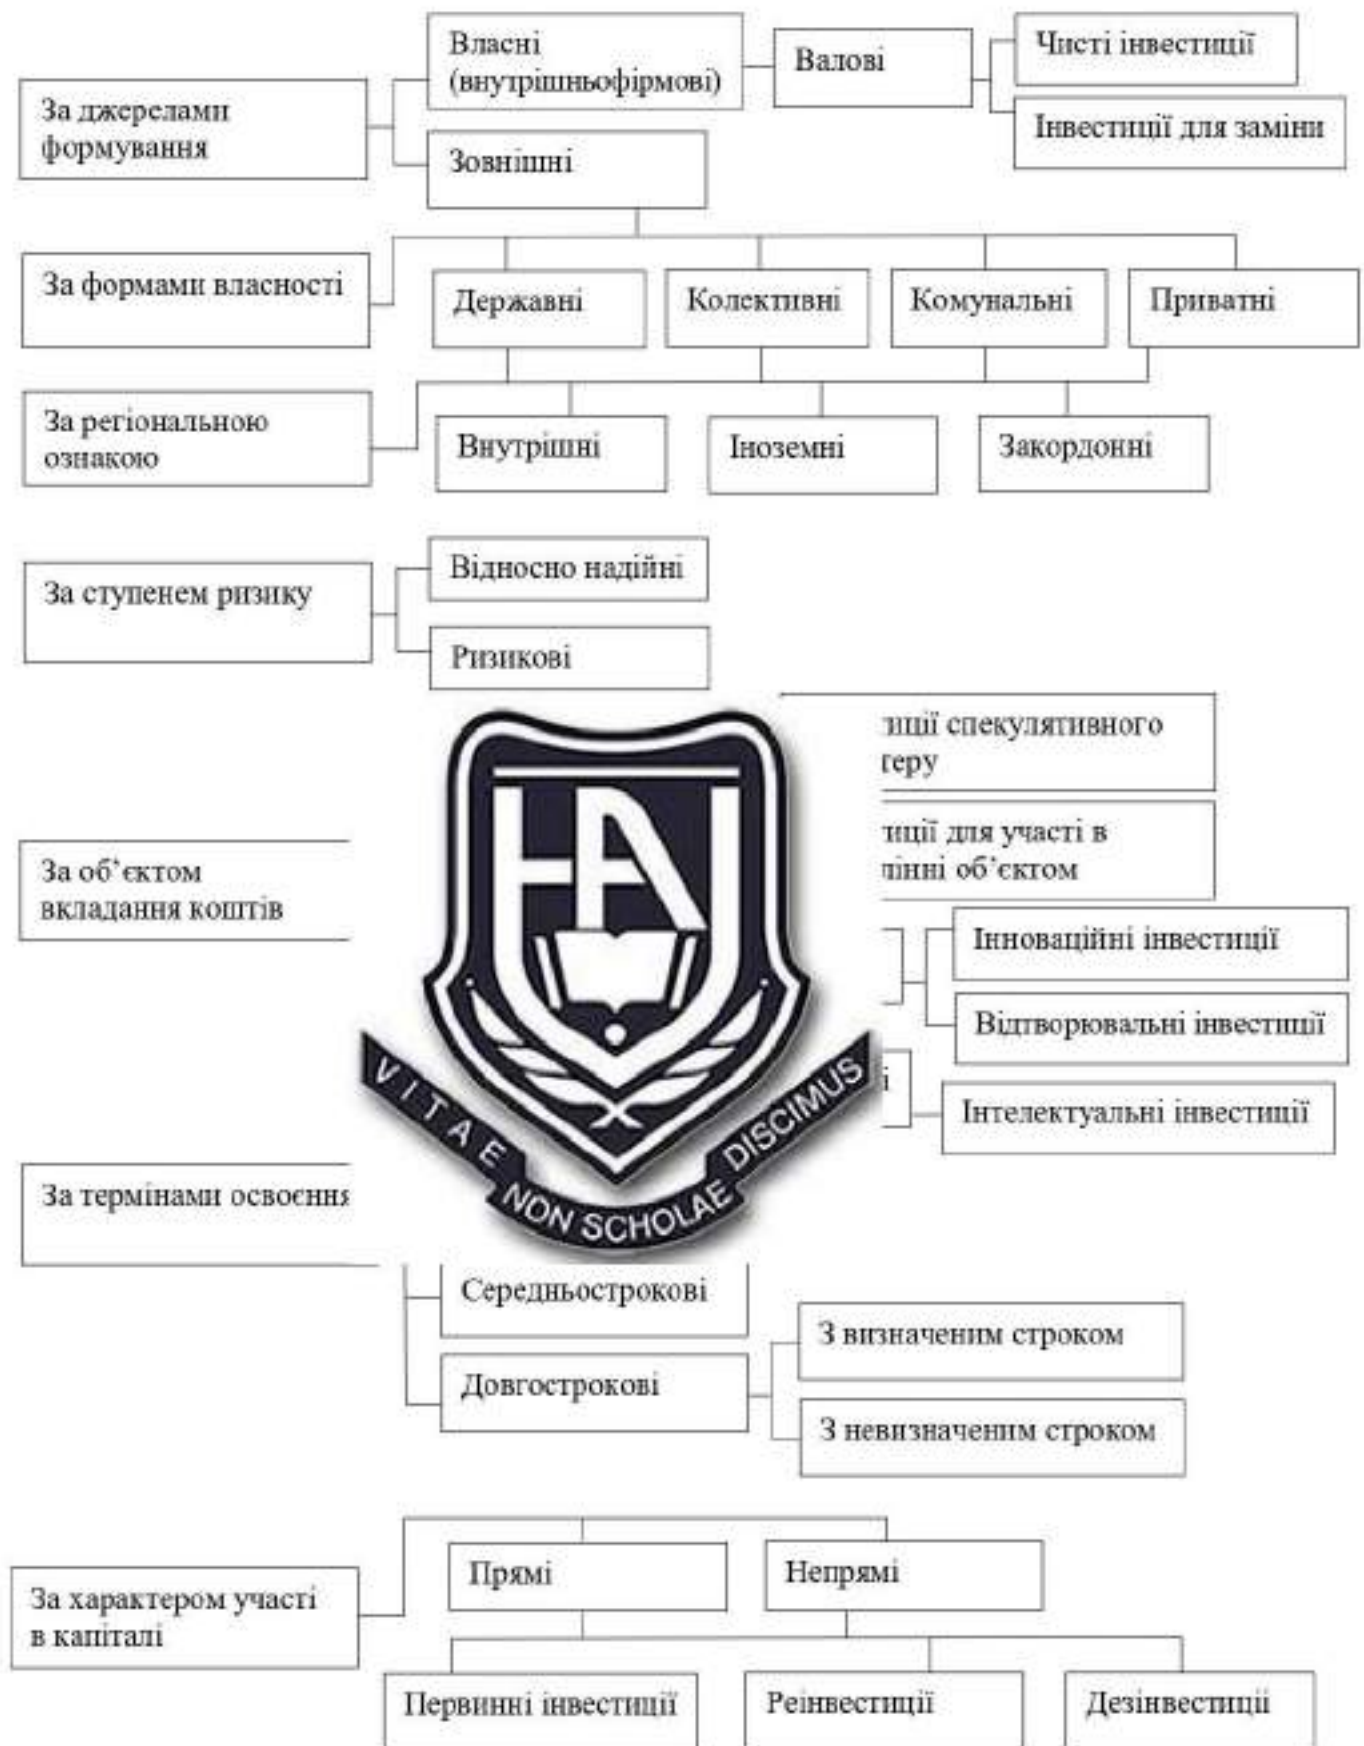 Власні
(внутрішньофірмові)
Валові
Чисті інвестиції
Інвестиції для заміни
За джерелами
формування
Зовнішні
За формами власності
Державні
Колективні
Комунальні
Приватні
За регіональною
ознакою
Внутрішні
Іноземні
Закордонні
За ступенем ризику
Відносно надійні
Ризикові
спекулятивного
За об’єктом
вкладання коштів
для участі в
об’єктом
Інноваційні інвестиції
Відтворювальні інвестиції
Інтелектуальні інвестиції
VITAE
NON SCHOLAE
DISCIMUS
За термінами освоєння
Середньострокові
Довгострокові
З визначеним строком
З невизначеним строком
За характером участі
в капіталі
Прямі
Непрямі
Первинні інвестиції
Реінвестиції
Дезінвестиції